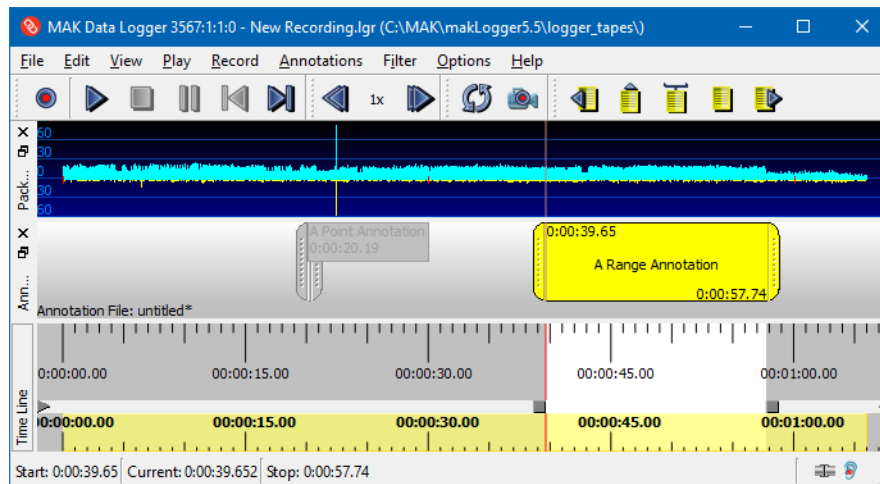 MAK Data Logger 3567:1:1:0 - New Recording.lgr (C:\MAK\makLogger5.5\logger_tapes\)
File Edit View Play Record Annotations Filter Options Help
1x
60
30
0
30
60
Pack...
A Point Annotation
0:00:20.19
0:00:39.65
A Range Annotation
0:00:57.74
Ann...
Annotation File: untitled*
0:00:00.00 00:00:15.00 00:00:30.00 00:00:45.00 00:01:00.00
Time Line
00:00:00.00 00:00:15.00 00:00:30.00 00:00:45.00 00:01:00.00
Start: 0:00:39.65 Current: 0:00:39.652 Stop: 0:00:57.74